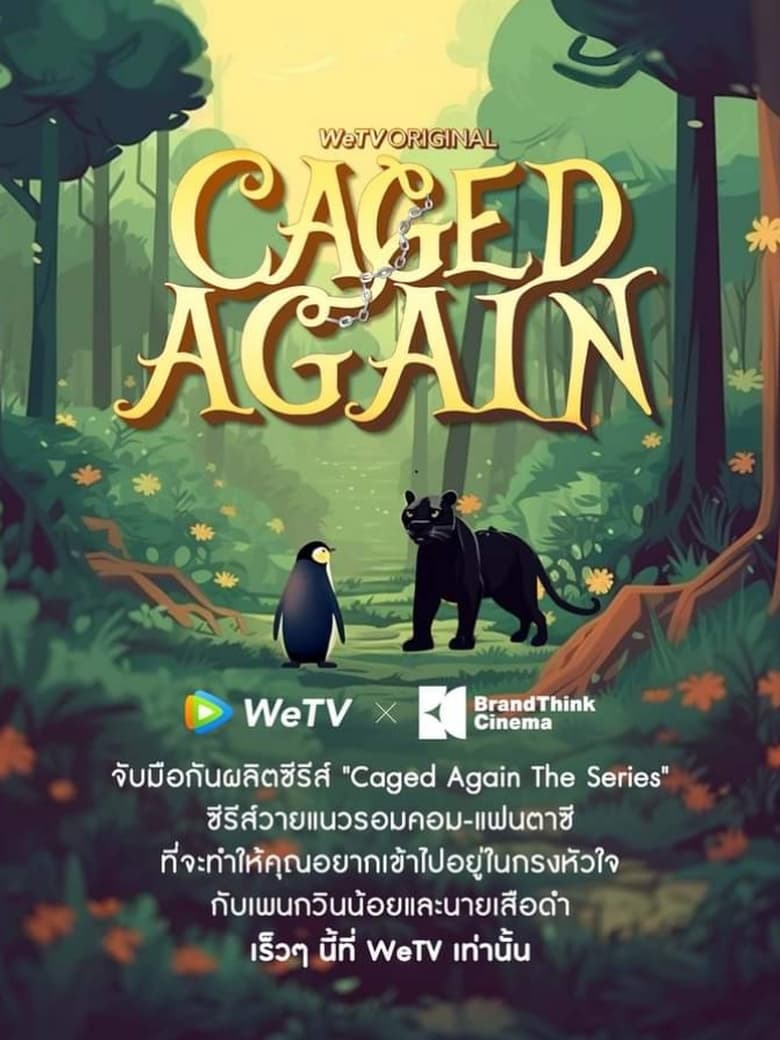 WeTV ORIGINAL
CAGED
AGAIN
WeTV × BrandThink
Cinema
จับมือกันผลิตซีรีส์ "Caged Again The Series"
ซีรีส์วายแนวรอมคอม-แฟนตาซี
ที่จะทำให้คุณอยากเข้าไปอยู่ในกรงหัวใจ
กับเพนกวินน้อยและนายเสือดำ
เร็วๆ นี้ที่ WeTV เท่านั้น